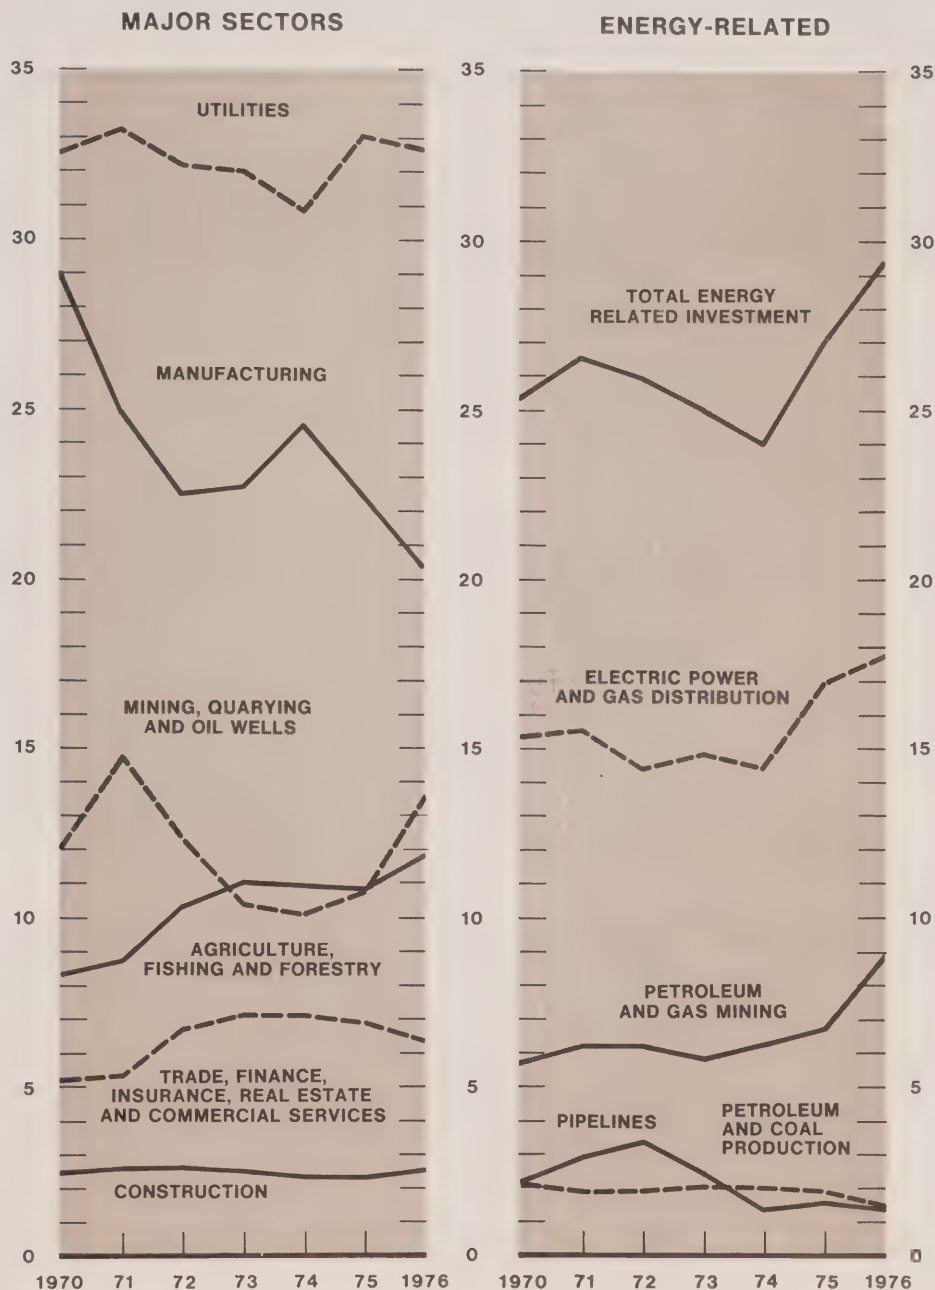 MAJOR SECTORS
35
30
25
20
15
10
5
0
UTILITIES
MANUFACTURING
MINING, QUARYING
AND OIL WELLS
AGRICULTURE,
FISHING AND FORESTRY
TRADE, FINANCE,
INSURANCE, REAL ESTATE
AND COMMERCIAL SERVICES
CONSTRUCTION
1970 71 72 73 74 75 1976
ENERGY-RELATED
35
30
25
20
15
10
5
0
TOTAL ENERGY
RELATED INVESTMENT
ELECTRIC POWER
AND GAS DISTRIBUTION
PETROLEUM
AND GAS MINING
PIPELINES
PETROLEUM
AND COAL
PRODUCTION
35
30
25
20
15
10
5
0
1970 71 72 73 74 75 1976